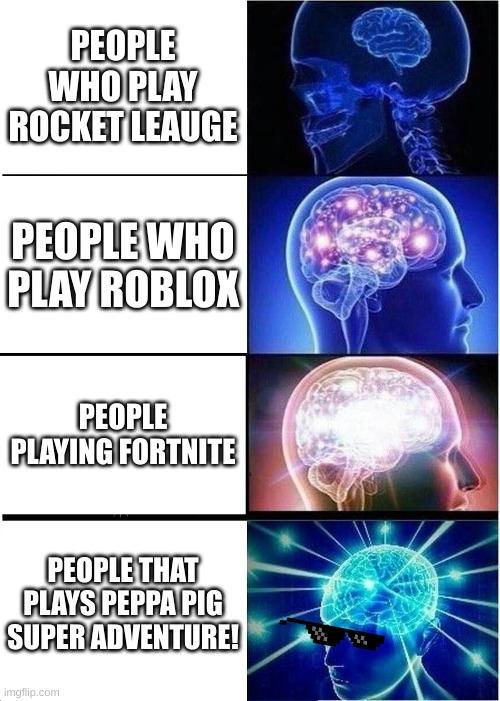 PEOPLE
WHO PLAY
ROCKET LEAUGE
PEOPLE WHO
PLAY ROBLOX
PEOPLE
PLAYING FORTNITE
PEOPLE THAT
PLAYS PEPPA PIG
SUPER ADVENTURE!
imgflip.com